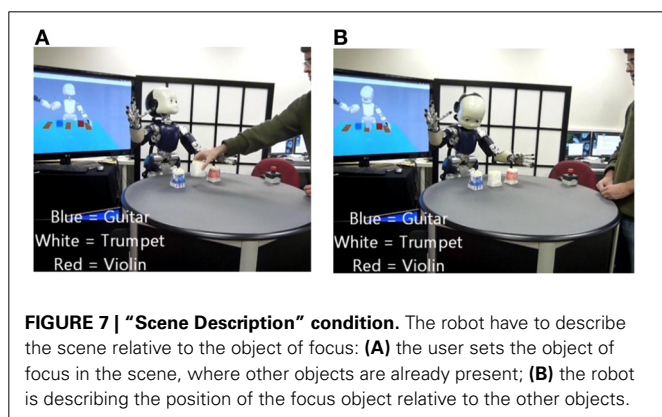 A
B
Blue = Guitar
White = Trumpet
Red = Violin
Blue = Guitar
White = Trumpet
Red = Violin
FIGURE 7 | "Scene Description" condition. The robot have to describe
the scene relative to the object of focus: (A) the user sets the object of
focus in the scene, where other objects are already present; (B) the robot
is describing the position of the focus object relative to the other objects.